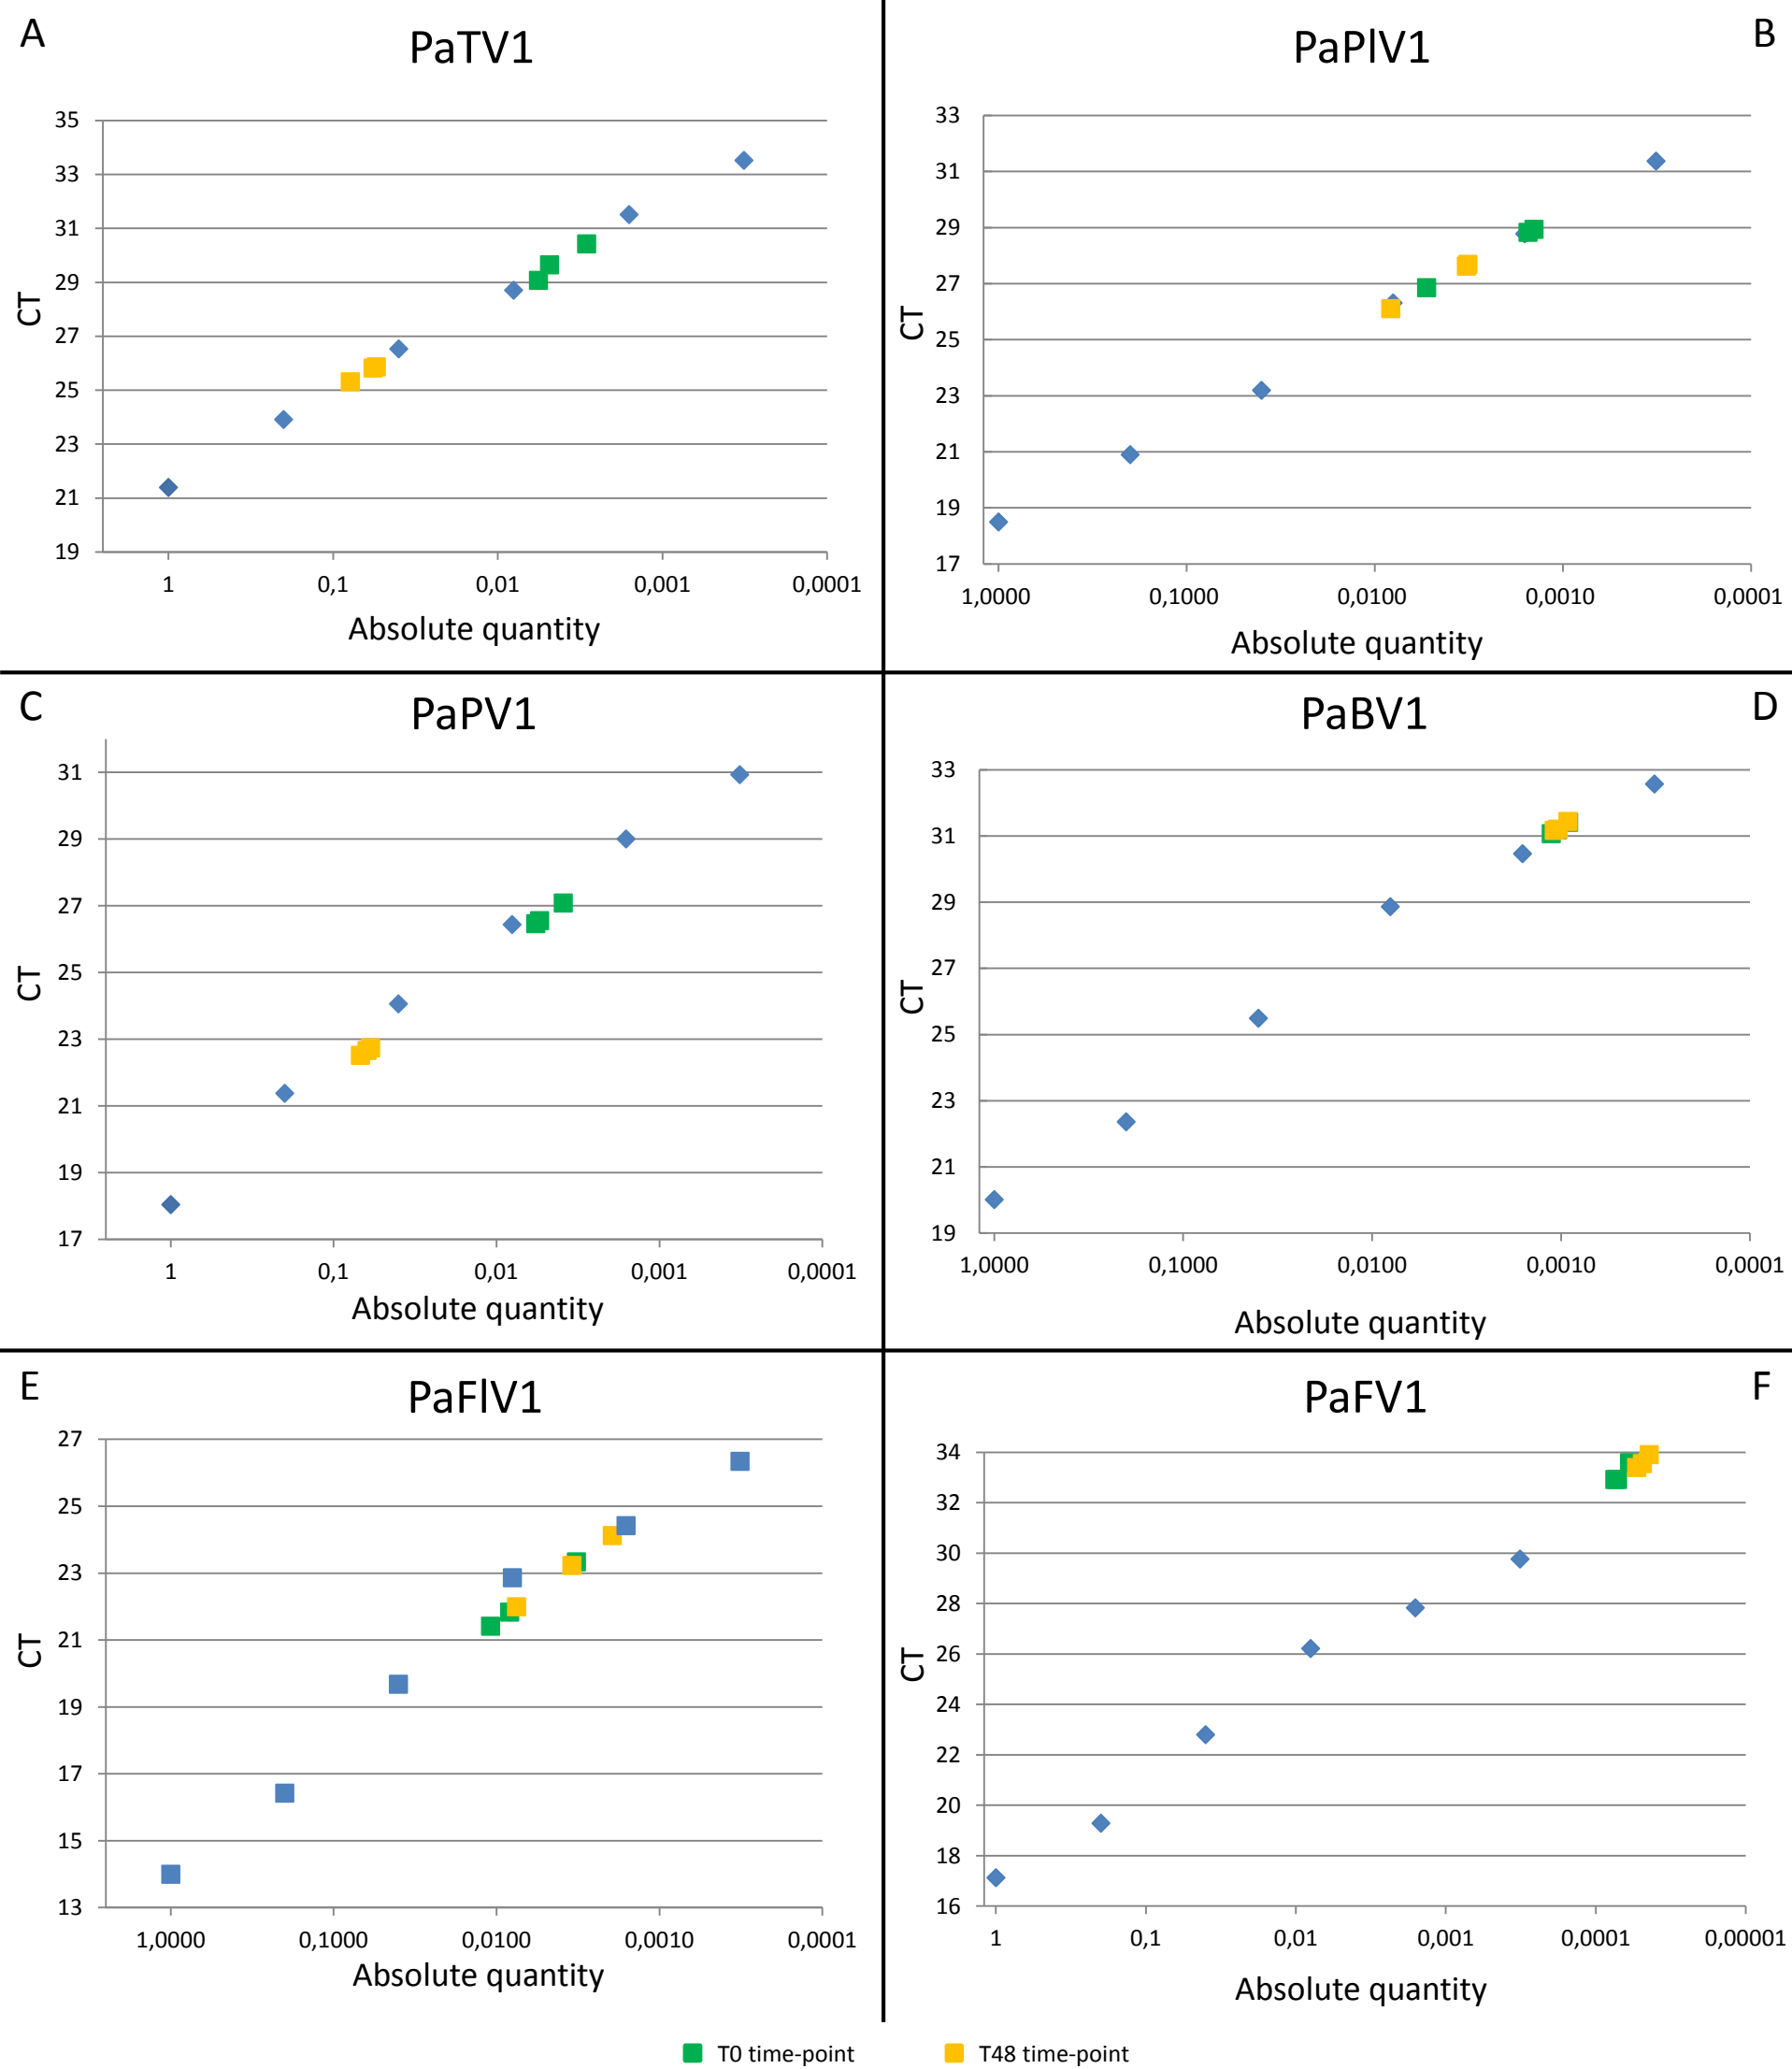 A
PaTV1
35
33
31
29
27
25
23
21
19
CT
1 0,1 0,01 0,001 0,0001
Absolute quantity
B
PaPlV1
33
31
29
27
25
23
21
19
17
CT
1,0000 0,1000 0,0100 0,0010 0,0001
Absolute quantity
C
PaPV1
31
29
27
25
23
21
19
17
CT
1 0,1 0,01 0,001 0,0001
Absolute quantity
D
PaBV1
33
31
29
27
25
23
21
19
CT
1,0000 0,1000 0,0100 0,0010 0,0001
Absolute quantity
E
PaFlV1
27
25
23
21
19
17
15
13
CT
1,0000 0,1000 0,0100 0,0010 0,0001
Absolute quantity
F
PaFV1
34
32
30
28
26
24
22
20
18
16
CT
1 0,1 0,01 0,001 0,0001 0,00001
Absolute quantity
T0 time-point T48 time-point